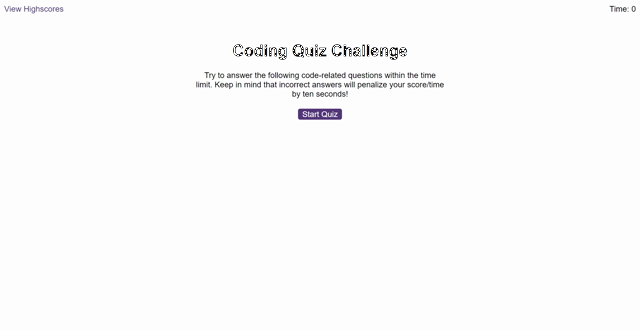 View Highscores
Time: 0
Coding Quiz Challenge
Try to answer the following code-related questions within the time
limit. Keep in mind that incorrect answers will penalize your score/time
by ten seconds!
Start Quiz